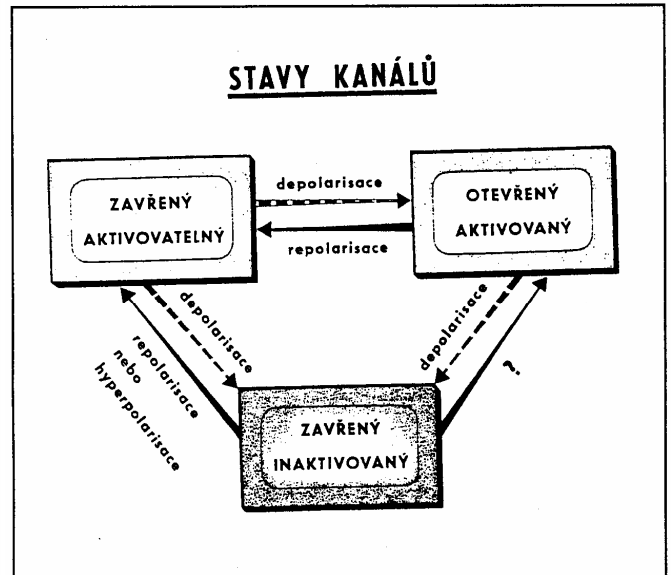 STAVY KANÁLŮ
ZAVŘENÝ
AKTIVOVATELNÝ
depolarisace
repolarisace
OTEVŘENÝ
AKTIVOVANÝ
depolarisace
repolarisace
nebo
hyperpolarisace
depolarisace
?
ZAVŘENÝ
INAKTIVOVANÝ